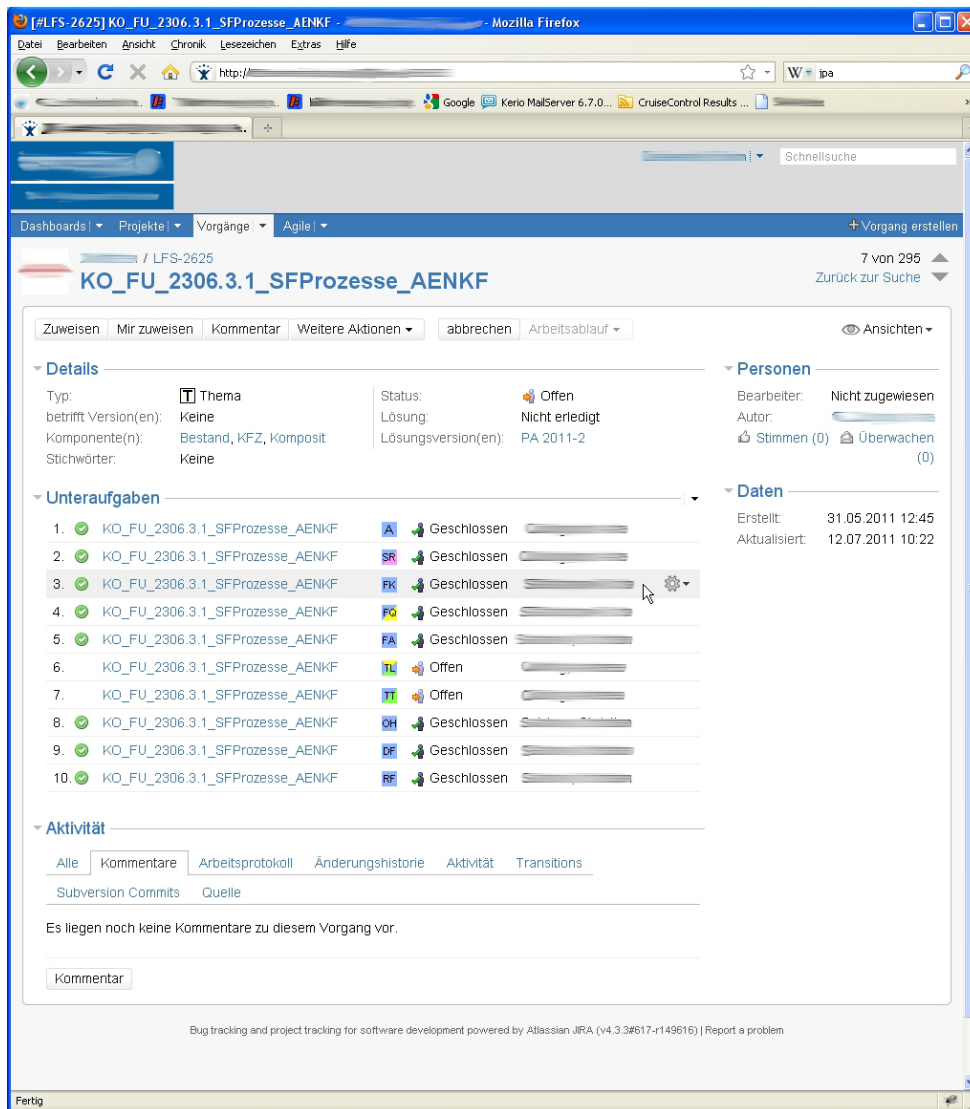 [#LFS-2625] KO_FU_2306.3.1_SFProzesse_AENKF - - Mozilla Firefox
Datei Bearbeiten Ansicht Chronik Lesezeichen Extras Hilfe
http:// jpa
Google Kerio MailServer 6.7.0... CruiseControl Results ...
Schnellsuche
Dashboards Projekte Vorgänge Agile Vorgang erstellen
/ LFS-2625 7 von 295
KO_FU_2306.3.1_SFProzesse_AENKF Zurück zur Suche
Zuweisen Mir zuweisen Kommentar Weitere Aktionen abbrechen Arbeitsablauf Ansichten
Details
Typ: T Thema Status: Offen
betrifft Version(en): Keine Lösung: Nicht erledigt
Komponente(n): Bestand, KFZ, Komposit Lösungsversion(en): PA 2011-2
Stichwörter: Keine
Personen
Bearbeiter: Nicht zugewiesen
Autor:
Stimmen (0) Überwachen
(0)
Unteraufgaben
1. KO_FU_2306.3.1_SFProzesse_AENKF A Geschlossen
2. KO_FU_2306.3.1_SFProzesse_AENKF SR Geschlossen
3. KO_FU_2306.3.1_SFProzesse_AENKF FK Geschlossen
4. KO_FU_2306.3.1_SFProzesse_AENKF FQ Geschlossen
5. KO_FU_2306.3.1_SFProzesse_AENKF FA Geschlossen
6. KO_FU_2306.3.1_SFProzesse_AENKF TL Offen
7. KO_FU_2306.3.1_SFProzesse_AENKF TT Offen
8. KO_FU_2306.3.1_SFProzesse_AENKF OH Geschlossen
9. KO_FU_2306.3.1_SFProzesse_AENKF DF Geschlossen
10. KO_FU_2306.3.1_SFProzesse_AENKF RF Geschlossen
Daten
Erstellt: 31.05.2011 12:45
Aktualisiert: 12.07.2011 10:22
Aktivität
Alle Kommentare Arbeitsprotokoll Änderungshistorie Aktivität Transitions
Subversion Commits Quelle
Es liegen noch keine Kommentare zu diesem Vorgang vor.
Kommentar
Bug tracking and project tracking for software development powered by Atlassian JIRA (v4.3.3#617-r149616) | Report a problem
Fertig